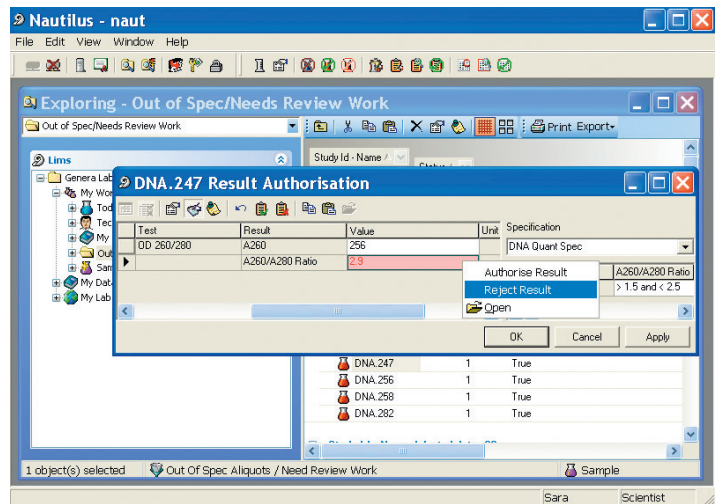 Nautilus - naut
File Edit View Window Help
Exploring - Out of Spec/Needs Review Work
Out of Spec/Needs Review Work
Print Export
Lims
Study Id - Name
Genera Lab
My Wor
Tod
Tec
My
Out
Sam
My Dat
My Lab
DNA.247 Result Authorisation
Test Result Value Unit Specification
OD 260/280 A260 256 DNA Quant Spec
A260/A280 Ratio 2.9
Authorise Result A260/A280 Ratio
Reject Result > 1.5 and < 2.5
Open
OK Cancel Apply
DNA.247 1 True
DNA.256 1 True
DNA.258 1 True
DNA.282 1 True
1 object(s) selected Out Of Spec Aliquots / Need Review Work Sample
Sara Scientist